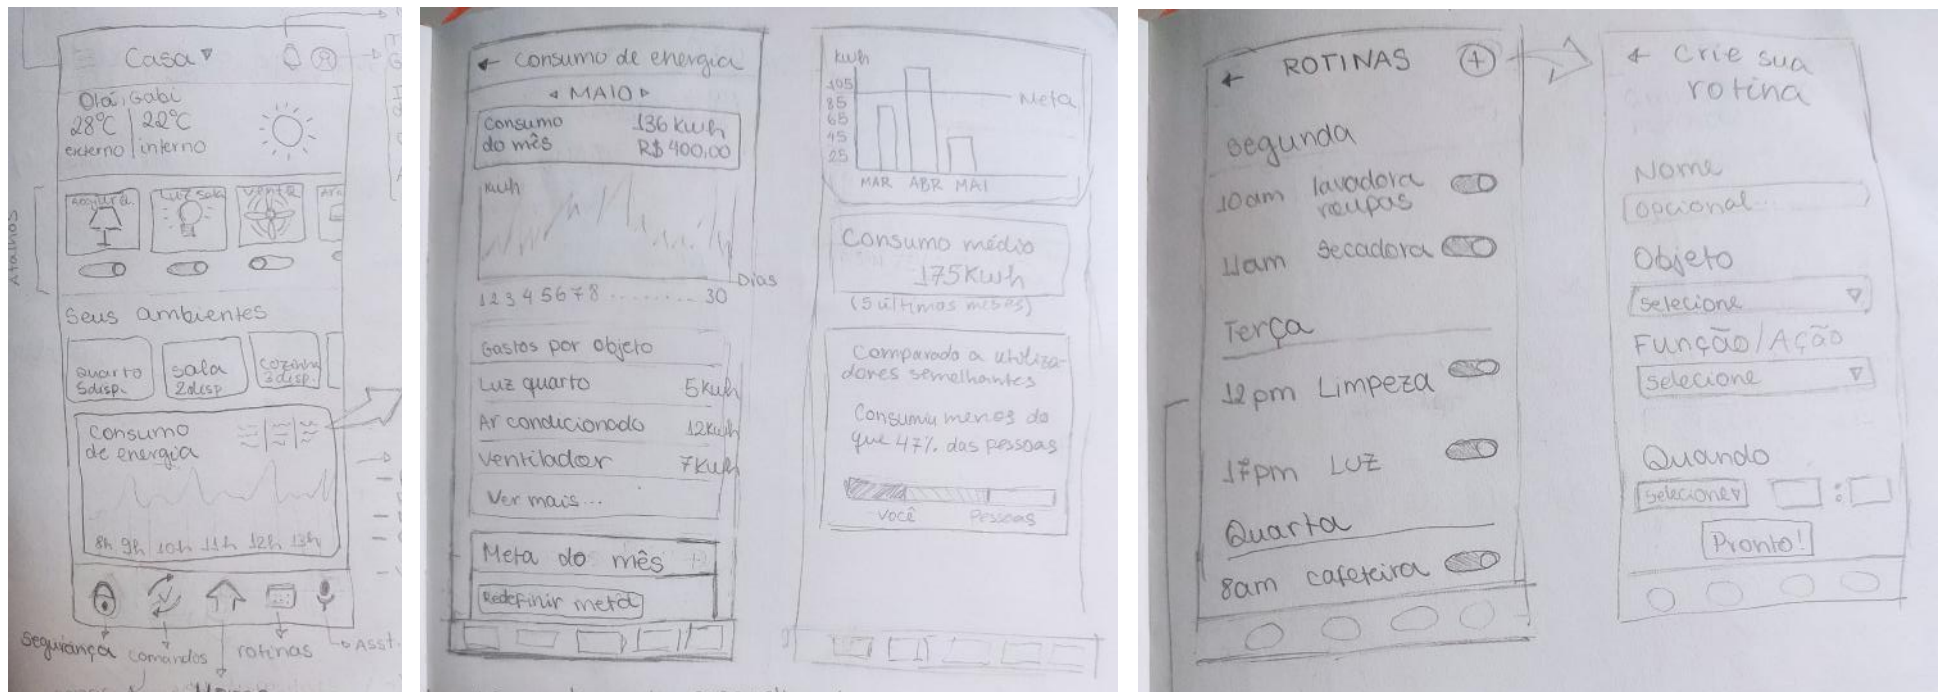 Casa
Olá, Gabi
28°C | 22°C
externo | interno
Luz sala
Atalhos
Seus ambientes
Quarto
5disp.
Sala
2disp
Cozinha
3disp.
Consumo
de energia
8h 9h 10h 11h 12h 13h
Segurança
comandos
rotinas
Asst.
← Consumo de energia
MAIO
Consumo
do mês
136 kwh
R$ 400,00
kwh
Dias
1 2 3 4 5 6 7 8 ......... 30
Gastos por objeto
Luz quarto 5kwh
Ar condicionado 12kwh
Ventilador 7kwh
Ver mais...
Meta do mês
Redefinir meta
kwh
105
85
65
45
25
Meta
MAR ABR MAI
Consumo médio
175kwh
(5 últimos meses)
Comparado a utiliza-
dores semelhantes
Consumiu menos do
que 47% das pessoas
você Pessoas
← ROTINAS +
Segunda
10am lavadora
roupas
11am secadora
Terça
12pm Limpeza
17pm LUZ
Quarta
8am cafeteira
← Crie sua
rotina
Nome
opcional...
Objeto
selecione
Função/Ação
selecione
Quando
selecione :
Pronto!